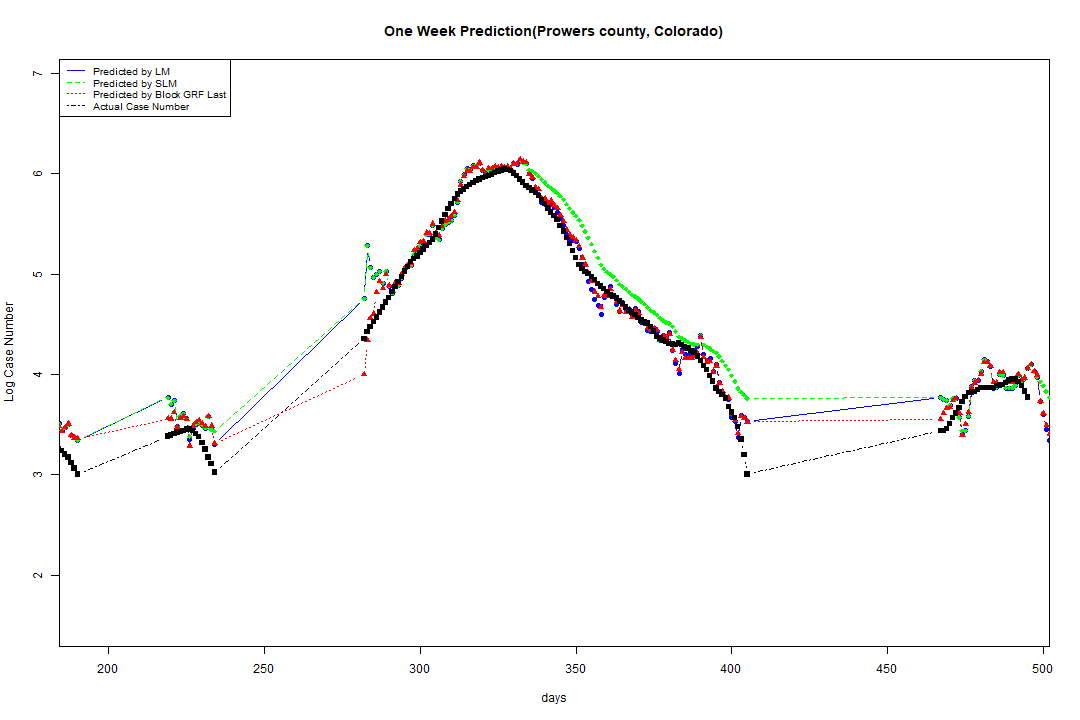 One Week Prediction(Prowers county, Colorado)
Predicted by LM
Predicted by SLM
Predicted by Block GRF Last
Actual Case Number
7
6
5
4
3
2
Log Case Number
200 250 300 350 400 450 500
days